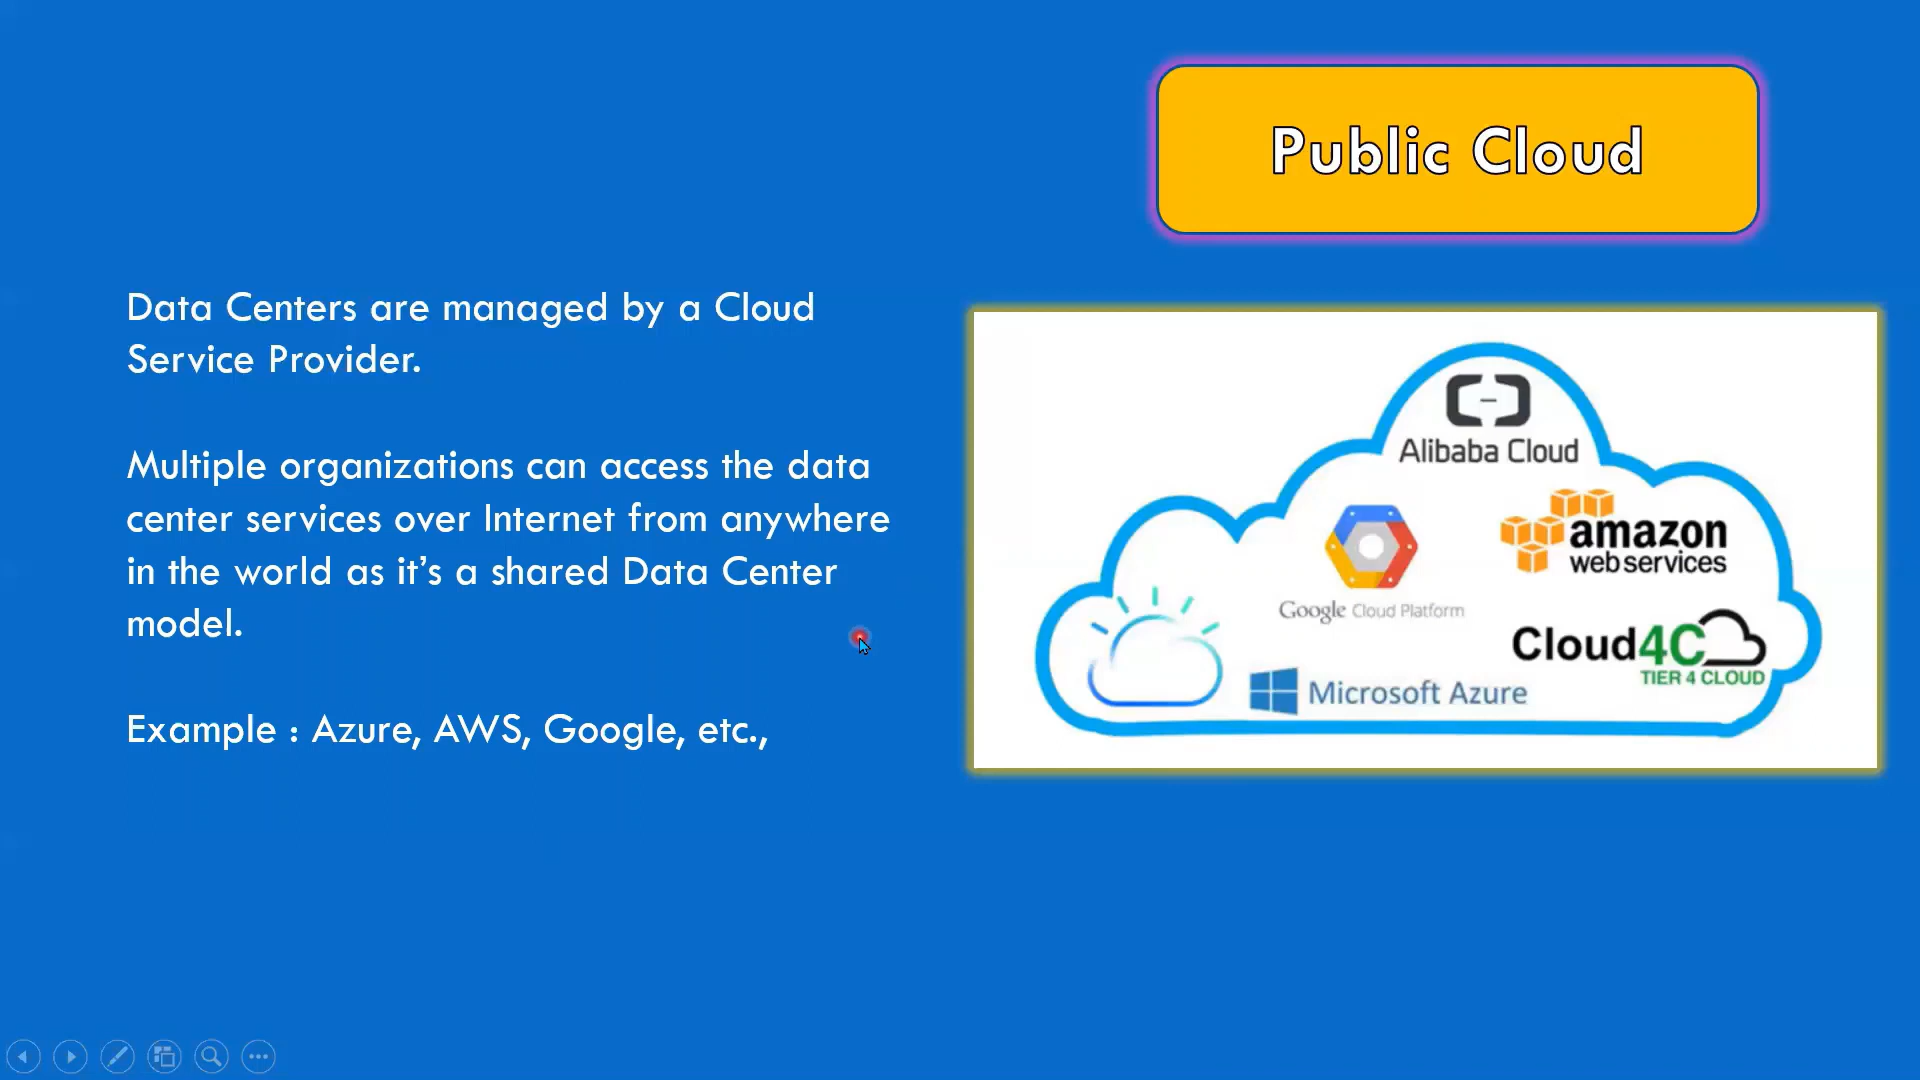 Public Cloud
Data Centers are managed by a Cloud
Service Provider.
Multiple organizations can access the data
center services over Internet from anywhere
in the world as it’s a shared Data Center
model.
Example : Azure, AWS, Google, etc.,
Alibaba Cloud
amazon
webservices
Google Cloud Platform
Cloud4C
TIER 4 CLOUD
Microsoft Azure